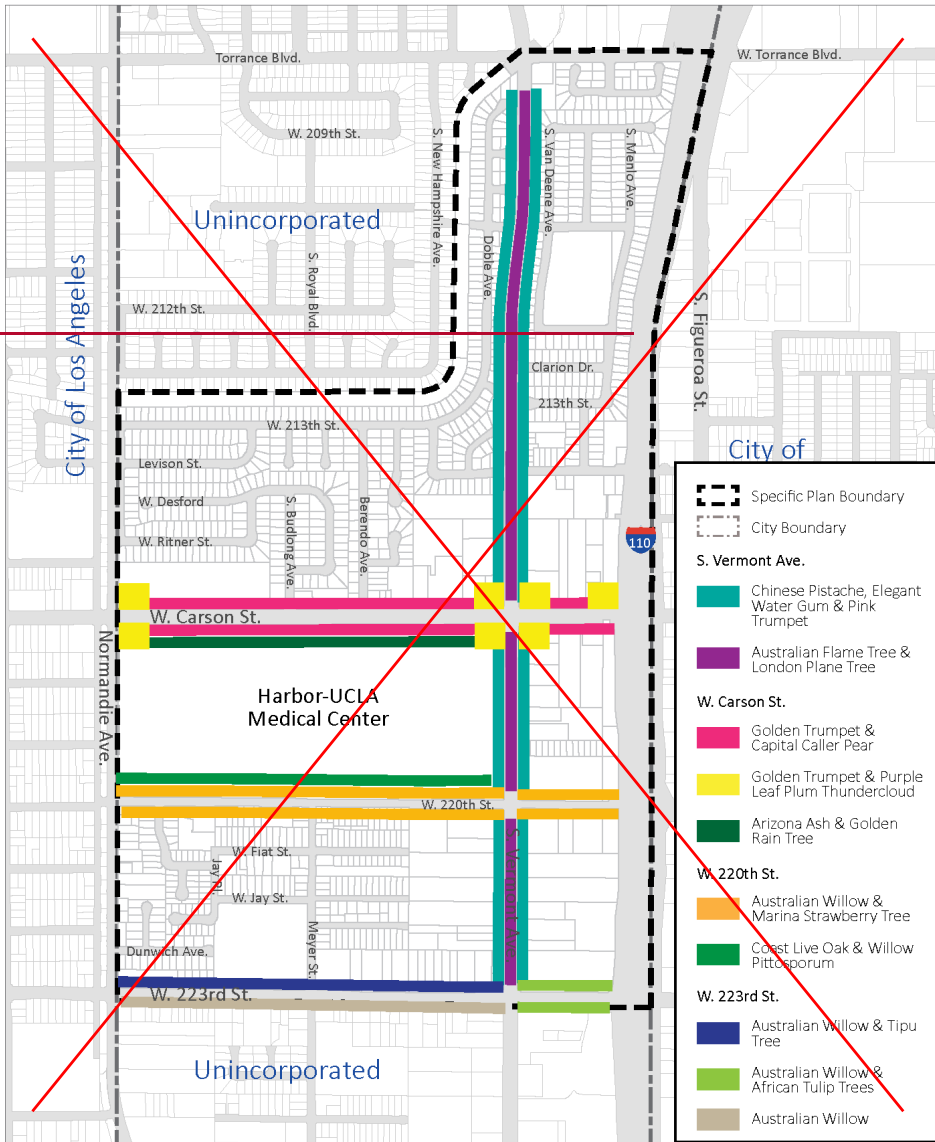 Torrance Blvd.
W. Torrance Blvd.
W. 209th St.
S. New Hampshire Ave.
S. Van Deene Ave.
S. Menlo Ave.
Unincorporated
Doble Ave.
S. Royal Blvd.
W. 212th St.
City of Los Angeles
S. Figueroa St.
Clarion Dr.
213th St.
W. 213th St.
City of
Levison St.
W. Desford
S. Budlong Ave.
Berendo Ave.
W. Ritner St.
110
W. Carson St.
Normandie Ave.
Harbor-UCLA
Medical Center
W. 220th St.
S. Vermont Ave.
W. Fiat St.
Jay Pl.
W. Jay St.
Meyer St.
Dunwich Ave.
W. 223rd St.
Unincorporated
Specific Plan Boundary
City Boundary
S. Vermont Ave.
Chinese Pistache, Elegant
Water Gum & Pink
Trumpet
Australian Flame Tree &
London Plane Tree
W. Carson St.
Golden Trumpet &
Capital Caller Pear
Golden Trumpet & Purple
Leaf Plum Thundercloud
Arizona Ash & Golden
Rain Tree
W. 220th St.
Australian Willow &
Marina Strawberry Tree
Coast Live Oak & Willow
Pittosporum
W. 223rd St.
Australian Willow & Tipu
Tree
Australian Willow &
African Tulip Trees
Australian Willow